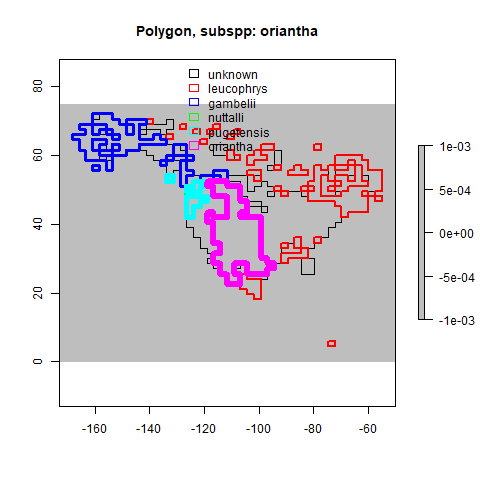 Polygon, subspp: oriantha
unknown
leucophrys
gambelii
nuttalli
pugetensis
oriantha
80
60
40
20
0
-160
-140
-120
-100
-80
-60
1e-03
5e-04
0e+00
-5e-04
-1e-03